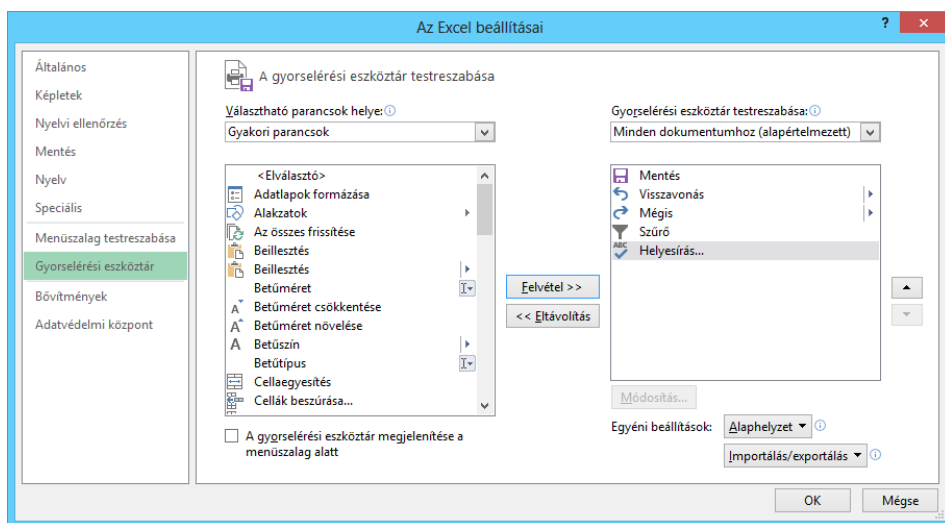 Az Excel beállításai
?
Általános
Képletek
Nyelvi ellenőrzés
Mentés
Nyelv
Speciális
Menüszalag testreszabása
Gyorselérési eszköztár
Bővítmények
Adatvédelmi központ
A gyorselérési eszköztár testreszabása
Választható parancsok helye:
Gyakori parancsok
<Elválasztó>
Adatlapok formázása
Alakzatok
Az összes frissítése
Beillesztés
Beillesztés
Betűméret
Betűméret csökkentése
Betűméret növelése
Betűszín
Betűtípus
Cellaegyesítés
Cellák beszúrása...
A gyorselérési eszköztár megjelenítése a
menüszalag alatt
Felvétel >>
<< Eltávolítás
Gyorselérési eszköztár testreszabása:
Minden dokumentumhoz (alapértelmezett)
Mentés
Visszavonás
Mégis
Szűrő
ABC Helyesírás...
Módosítás...
Egyéni beállítások: Alaphelyzet
Importálás/exportálás
OK Mégse